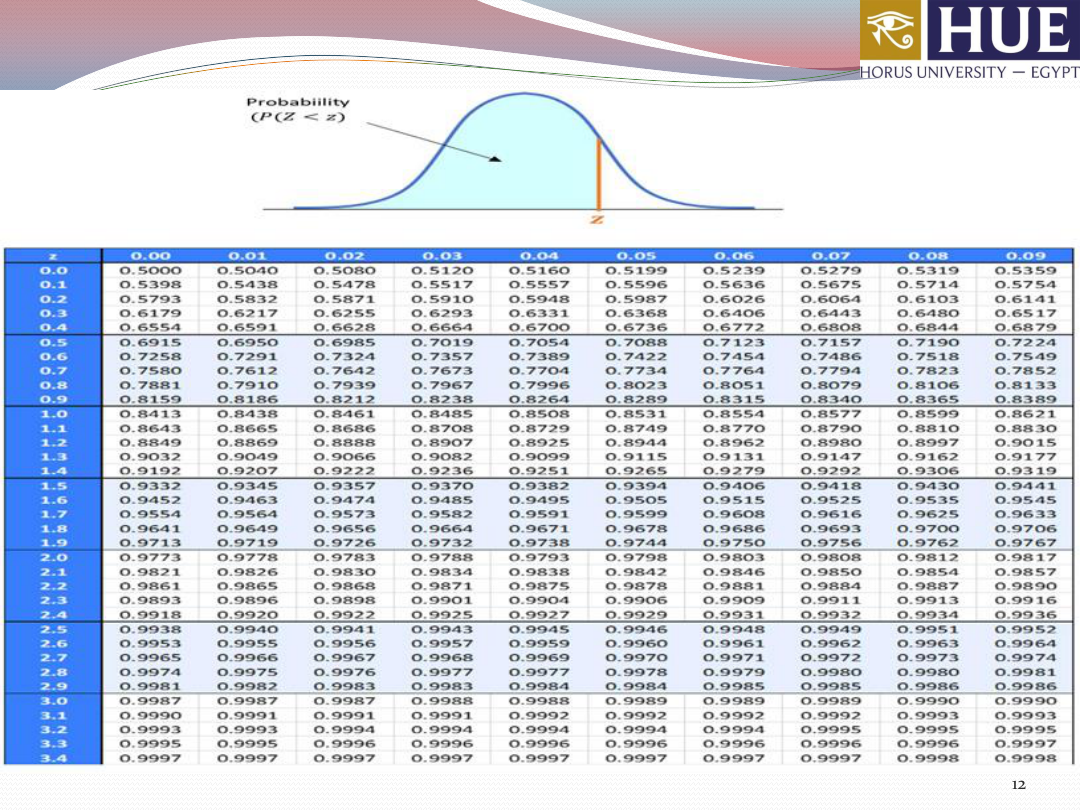 HUE
HORUS UNIVERSITY — EGYPT
Probabiility
(P(Z < z)
z
z 0.00 0.01 0.02 0.03 0.04 0.05 0.06 0.07 0.08 0.09
0.0 0.5000 0.5040 0.5080 0.5120 0.5160 0.5199 0.5239 0.5279 0.5319 0.5359
0.1 0.5398 0.5438 0.5478 0.5517 0.5557 0.5596 0.5636 0.5675 0.5714 0.5754
0.2 0.5793 0.5832 0.5871 0.5910 0.5948 0.5987 0.6026 0.6064 0.6103 0.6141
0.3 0.6179 0.6217 0.6255 0.6293 0.6331 0.6368 0.6406 0.6443 0.6480 0.6517
0.4 0.6554 0.6591 0.6628 0.6664 0.6700 0.6736 0.6772 0.6808 0.6844 0.6879
0.5 0.6915 0.6950 0.6985 0.7019 0.7054 0.7088 0.7123 0.7157 0.7190 0.7224
0.6 0.7258 0.7291 0.7324 0.7357 0.7389 0.7422 0.7454 0.7486 0.7518 0.7549
0.7 0.7580 0.7612 0.7642 0.7673 0.7704 0.7734 0.7764 0.7794 0.7823 0.7852
0.8 0.7881 0.7910 0.7939 0.7967 0.7996 0.8023 0.8051 0.8079 0.8106 0.8133
0.9 0.8159 0.8186 0.8212 0.8238 0.8264 0.8289 0.8315 0.8340 0.8365 0.8389
1.0 0.8413 0.8438 0.8461 0.8485 0.8508 0.8531 0.8554 0.8577 0.8599 0.8621
1.1 0.8643 0.8665 0.8686 0.8708 0.8729 0.8749 0.8770 0.8790 0.8810 0.8830
1.2 0.8849 0.8869 0.8888 0.8907 0.8925 0.8944 0.8962 0.8980 0.8997 0.9015
1.3 0.9032 0.9049 0.9066 0.9082 0.9099 0.9115 0.9131 0.9147 0.9162 0.9177
1.4 0.9192 0.9207 0.9222 0.9236 0.9251 0.9265 0.9279 0.9292 0.9306 0.9319
1.5 0.9332 0.9345 0.9357 0.9370 0.9382 0.9394 0.9406 0.9418 0.9430 0.9441
1.6 0.9452 0.9463 0.9474 0.9485 0.9495 0.9505 0.9515 0.9525 0.9535 0.9545
1.7 0.9554 0.9564 0.9573 0.9582 0.9591 0.9599 0.9608 0.9616 0.9625 0.9633
1.8 0.9641 0.9649 0.9656 0.9664 0.9671 0.9678 0.9686 0.9693 0.9700 0.9706
1.9 0.9713 0.9719 0.9726 0.9732 0.9738 0.9744 0.9750 0.9756 0.9762 0.9767
2.0 0.9773 0.9778 0.9783 0.9788 0.9793 0.9798 0.9803 0.9808 0.9812 0.9817
2.1 0.9821 0.9826 0.9830 0.9834 0.9838 0.9842 0.9846 0.9850 0.9854 0.9857
2.2 0.9861 0.9865 0.9868 0.9871 0.9875 0.9878 0.9881 0.9884 0.9887 0.9890
2.3 0.9893 0.9896 0.9898 0.9901 0.9904 0.9906 0.9909 0.9911 0.9913 0.9916
2.4 0.9918 0.9920 0.9922 0.9925 0.9927 0.9929 0.9931 0.9932 0.9934 0.9936
2.5 0.9938 0.9940 0.9941 0.9943 0.9945 0.9946 0.9948 0.9949 0.9951 0.9952
2.6 0.9953 0.9955 0.9956 0.9957 0.9959 0.9960 0.9961 0.9962 0.9963 0.9964
2.7 0.9965 0.9966 0.9967 0.9968 0.9969 0.9970 0.9971 0.9972 0.9973 0.9974
2.8 0.9974 0.9975 0.9976 0.9977 0.9977 0.9978 0.9979 0.9980 0.9980 0.9981
2.9 0.9981 0.9982 0.9983 0.9983 0.9984 0.9984 0.9985 0.9985 0.9986 0.9986
3.0 0.9987 0.9987 0.9987 0.9988 0.9988 0.9989 0.9989 0.9989 0.9990 0.9990
3.1 0.9990 0.9991 0.9991 0.9991 0.9992 0.9992 0.9992 0.9992 0.9993 0.9993
3.2 0.9993 0.9993 0.9994 0.9994 0.9994 0.9994 0.9994 0.9995 0.9995 0.9995
3.3 0.9995 0.9995 0.9996 0.9996 0.9996 0.9996 0.9996 0.9996 0.9996 0.9997
3.4 0.9997 0.9997 0.9997 0.9997 0.9997 0.9997 0.9997 0.9997 0.9998 0.9998
12